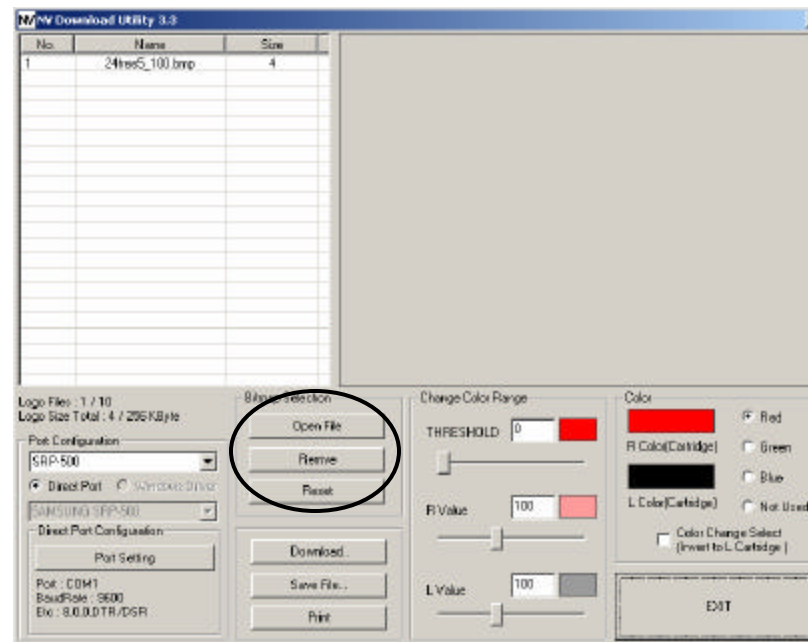 NV Download Utility 3.3
No. Name Size
1 24tree5_100.bmp 4
Logo Files : 1 / 10
Logo Size Total : 4 / 256 KByte
Port Configuration
SRP-500
Direct Port Windows Driver
SAMSUNG SRP-500
Direct Port Configuration
Port Setting
Port : COM1
BaudRate : 9600
Etc : 8,0,0,DTR/DSR
Bitmap Selection
Open File
Remve
Reset
Download..
Save File...
Print
Change Color Range
THRESHOLD 0
R Value 100
L Value 100
Color
R Color(Cartridge)
L Color(Cartridge)
Red
Green
Blue
Not Used
Color Change Select
(Invert to L Cartridge )
EXIT